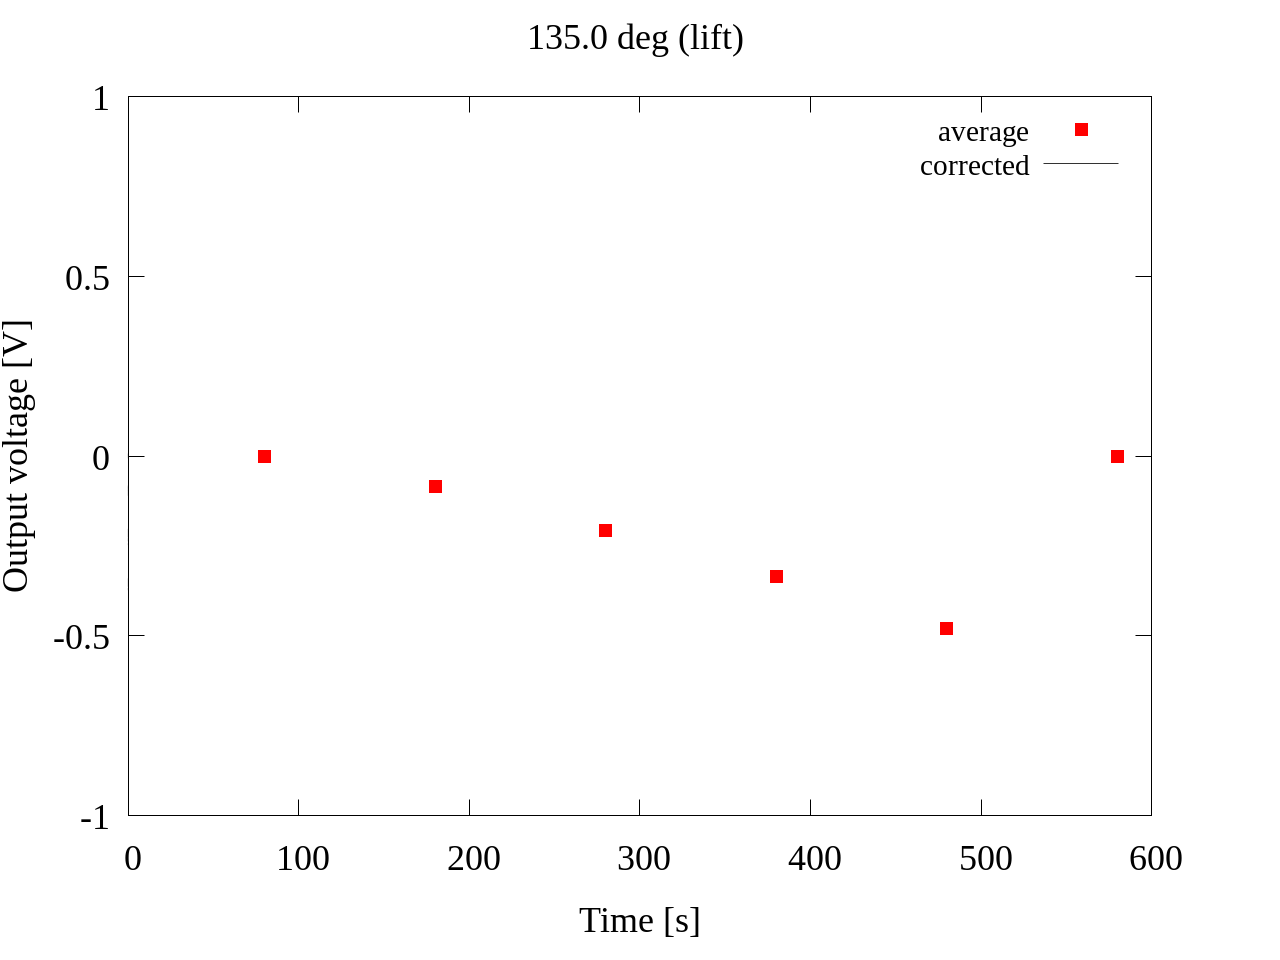 135.0 deg (lift)
average
corrected
1
0.5
0
-0.5
-1
Output voltage [V]
0 100 200 300 400 500 600
Time [s]